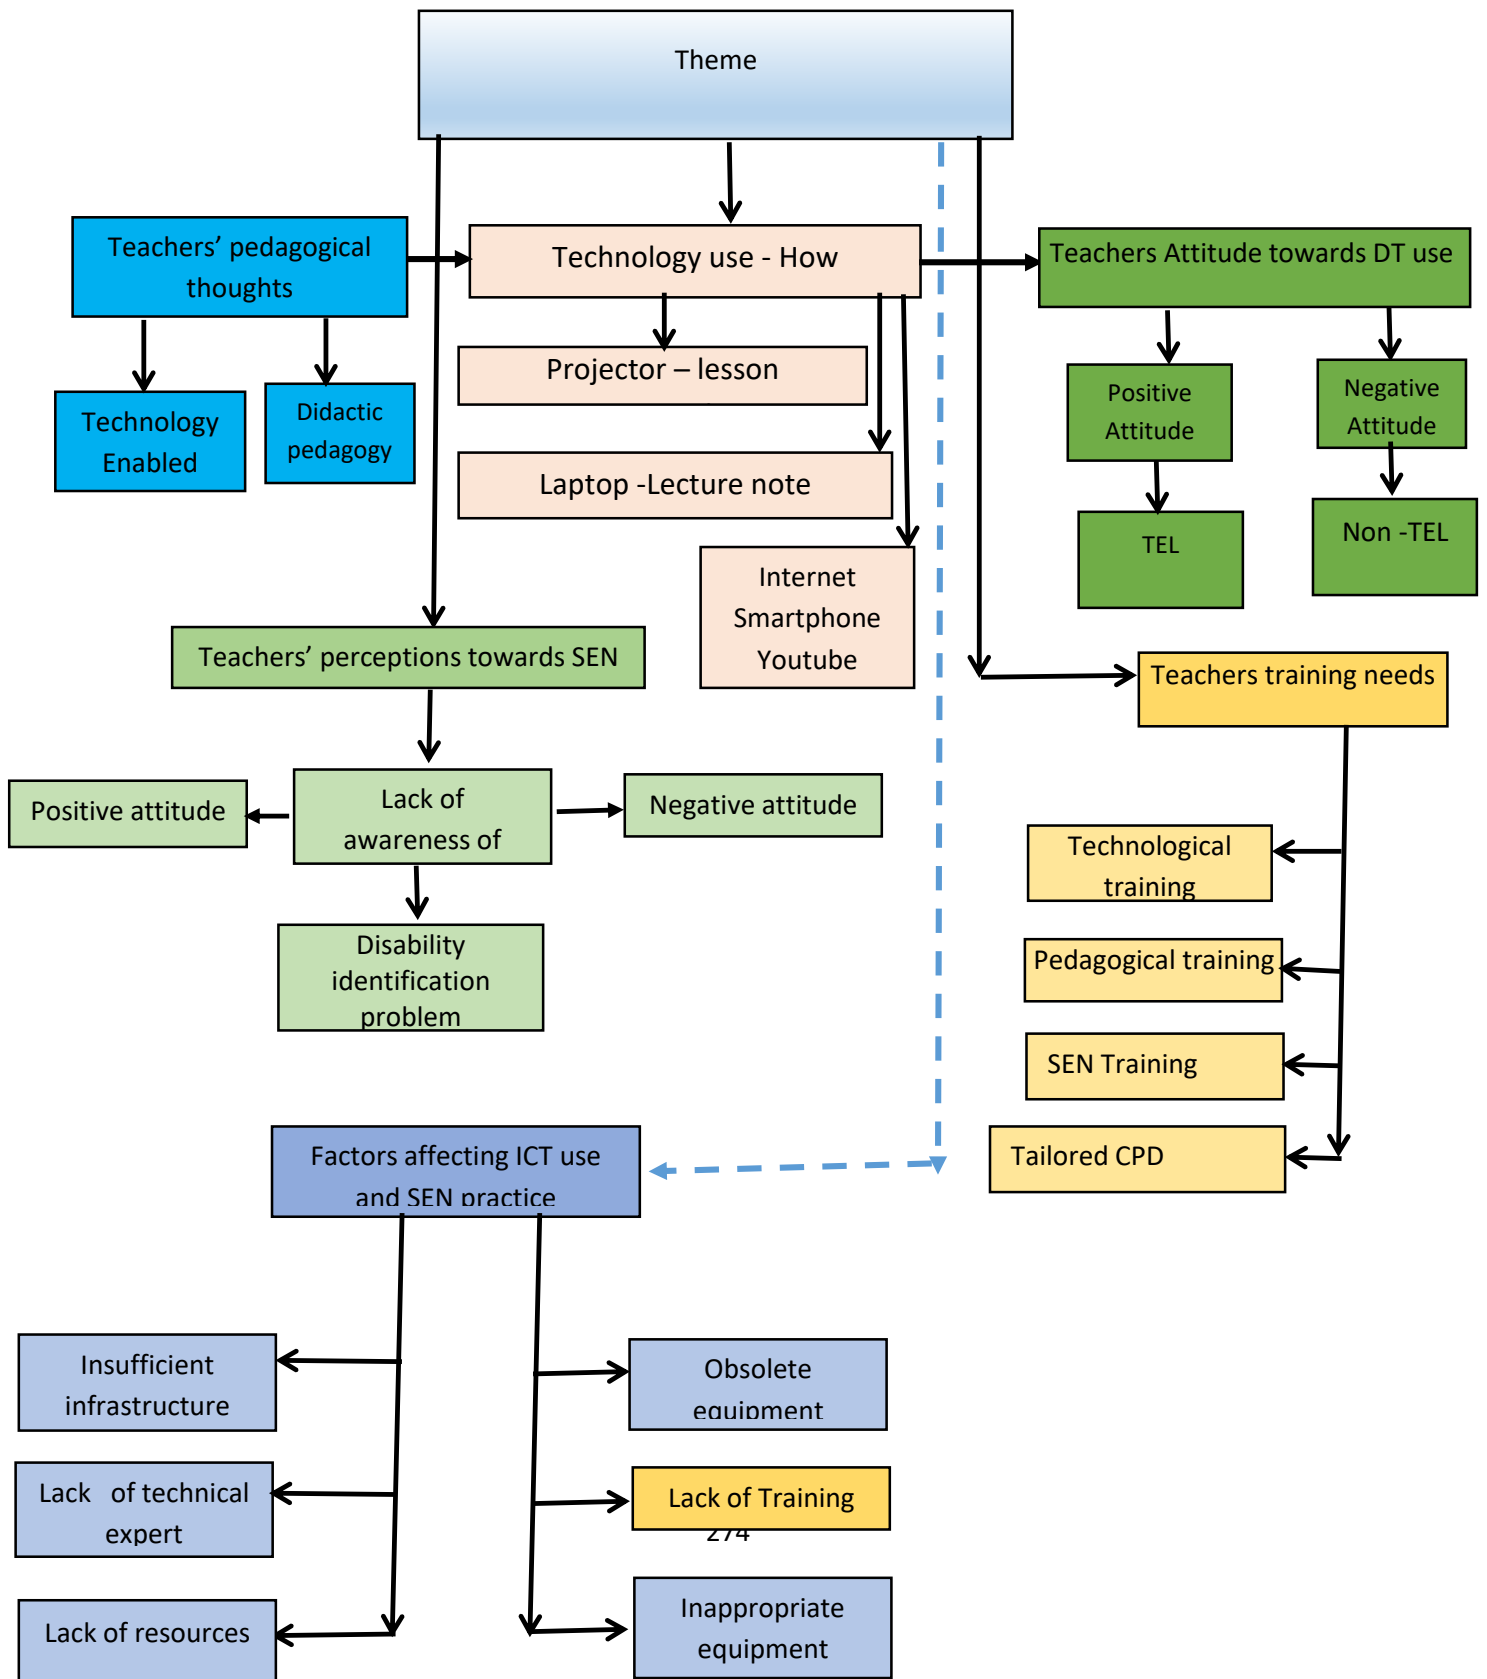 Theme
Teachers’ pedagogical
thoughts
Technology use - How
Teachers Attitude towards DT use
Projector – lesson
Technology
Enabled
Didactic
pedagogy
Positive
Attitude
Negative
Attitude
Laptop -Lecture note
TEL
Non -TEL
Internet
Smartphone
Youtube
Teachers’ perceptions towards SEN
Teachers training needs
Positive attitude
Lack of
awareness of
Negative attitude
Technological
training
Disability
identification
problem
Pedagogical training
SEN Training
Tailored CPD
Factors affecting ICT use
and SEN practice
Insufficient
infrastructure
Obsolete
equipment
Lack of technical
expert
Lack of Training
274
Lack of resources
Inappropriate
equipment